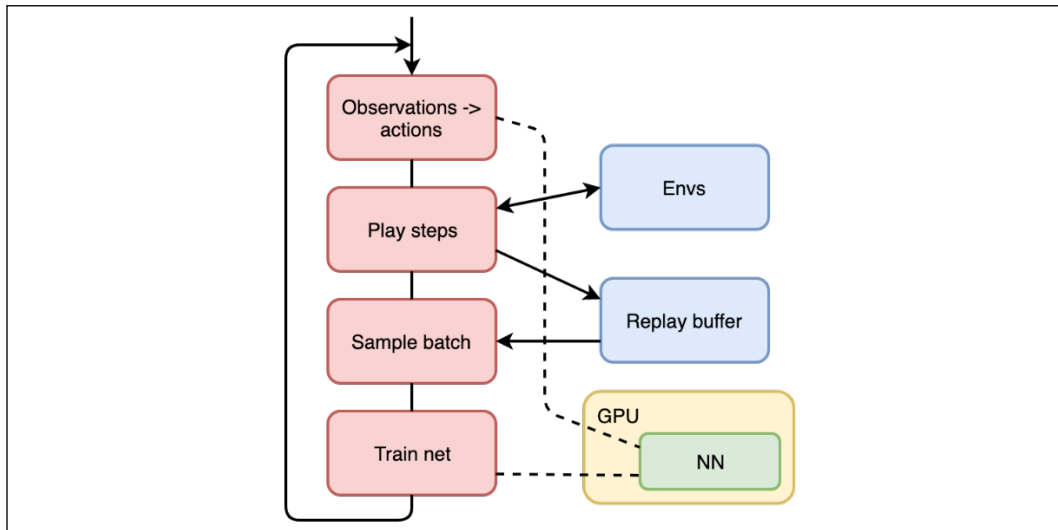 Observations ->
actions
Envs
Play steps
Replay buffer
Sample batch
GPU
Train net
NN